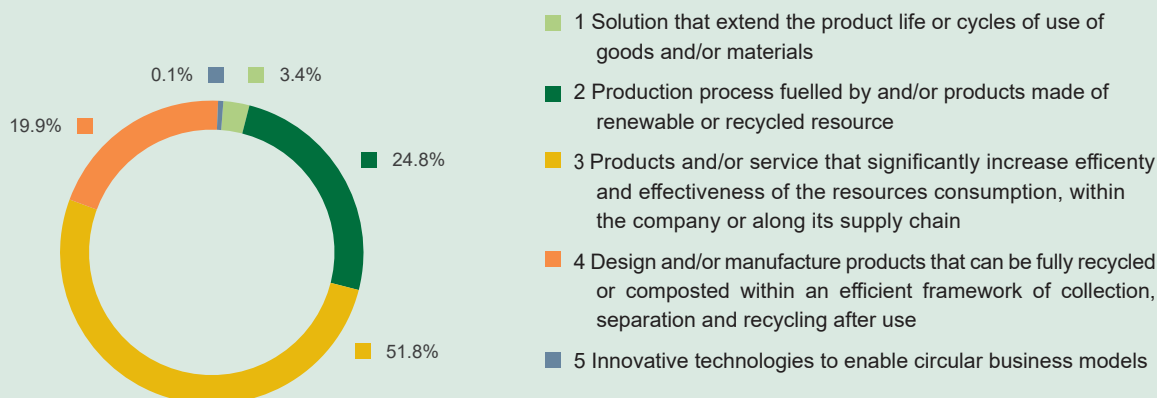 0.1%
3.4%
19.9%
24.8%
51.8%
1 Solution that extend the product life or cycles of use of
goods and/or materials
2 Production process fuelled by and/or products made of
renewable or recycled resource
3 Products and/or service that significantly increase efficenty
and effectiveness of the resources consumption, within
the company or along its supply chain
4 Design and/or manufacture products that can be fully recycled
or composted within an efficient framework of collection,
separation and recycling after use
5 Innovative technologies to enable circular business models